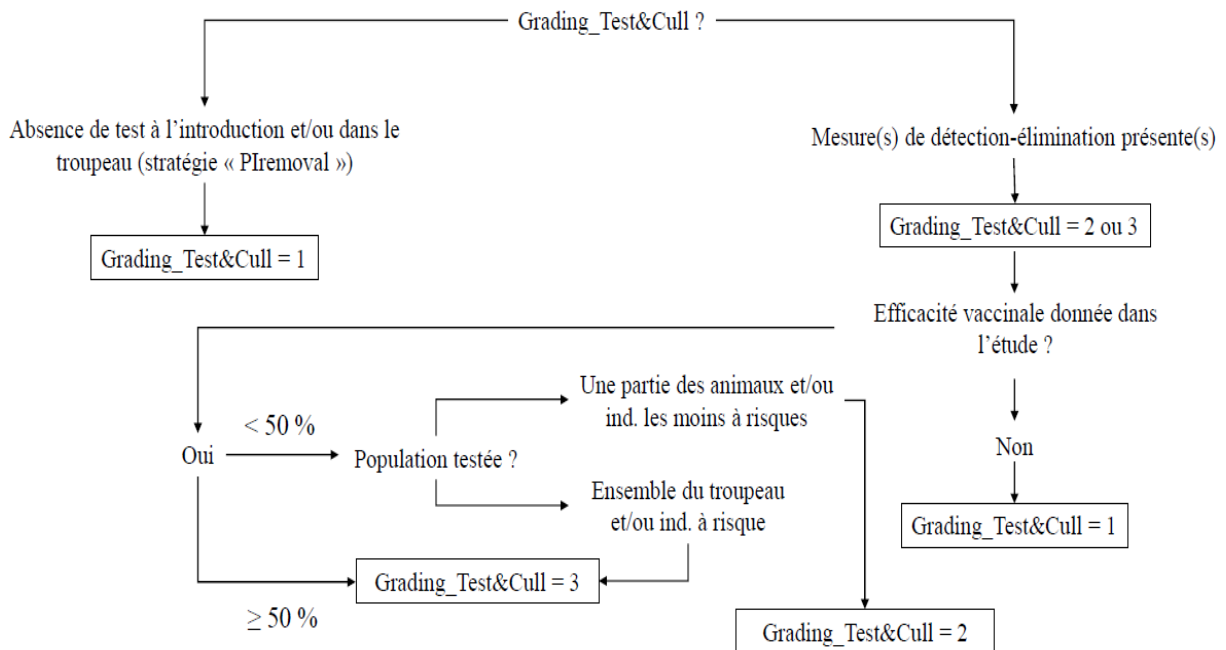 Grading_Test&Cull ?
Absence de test à l’introduction et/ou dans le
troupeau (stratégie « PIremoval »)
Grading_Test&Cull = 1
Mesure(s) de détection-élimination présente(s)
Grading_Test&Cull = 2 ou 3
Efficacité vaccinale donnée dans
l’étude ?
Non
Grading_Test&Cull = 1
Oui
< 50 %
Population testée ?
Une partie des animaux et/ou
ind. les moins à risques
Ensemble du troupeau
et/ou ind. à risque
Grading_Test&Cull = 3
≥ 50 %
Grading_Test&Cull = 2